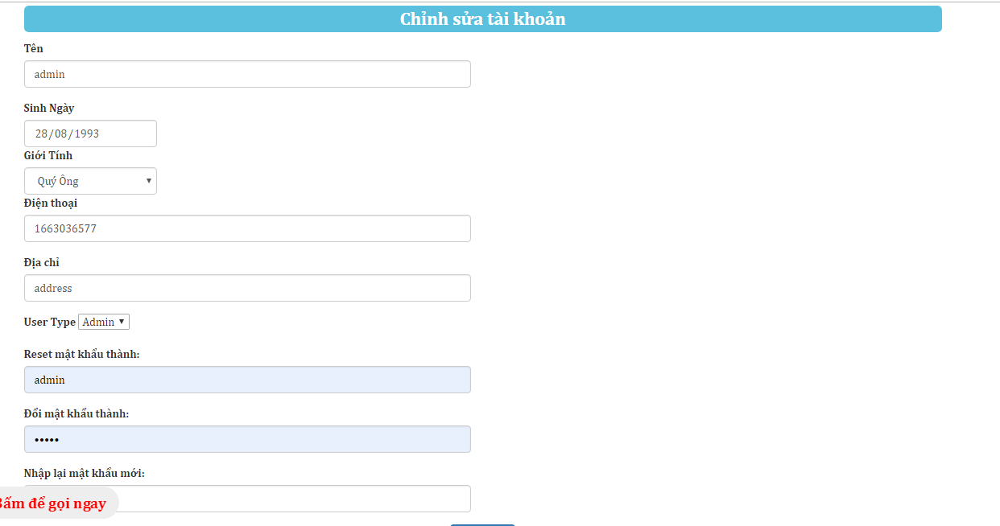 Chỉnh sửa tài khoản
Tên
admin
Sinh Ngày
28/08/1993
Giới Tính
Quý Ông
Điện thoại
1663036577
Địa chỉ
address
User Type Admin
Reset mật khẩu thành:
admin
Đổi mật khẩu thành:
•••••
Nhập lại mật khẩu mới:
Bấm để gọi ngay